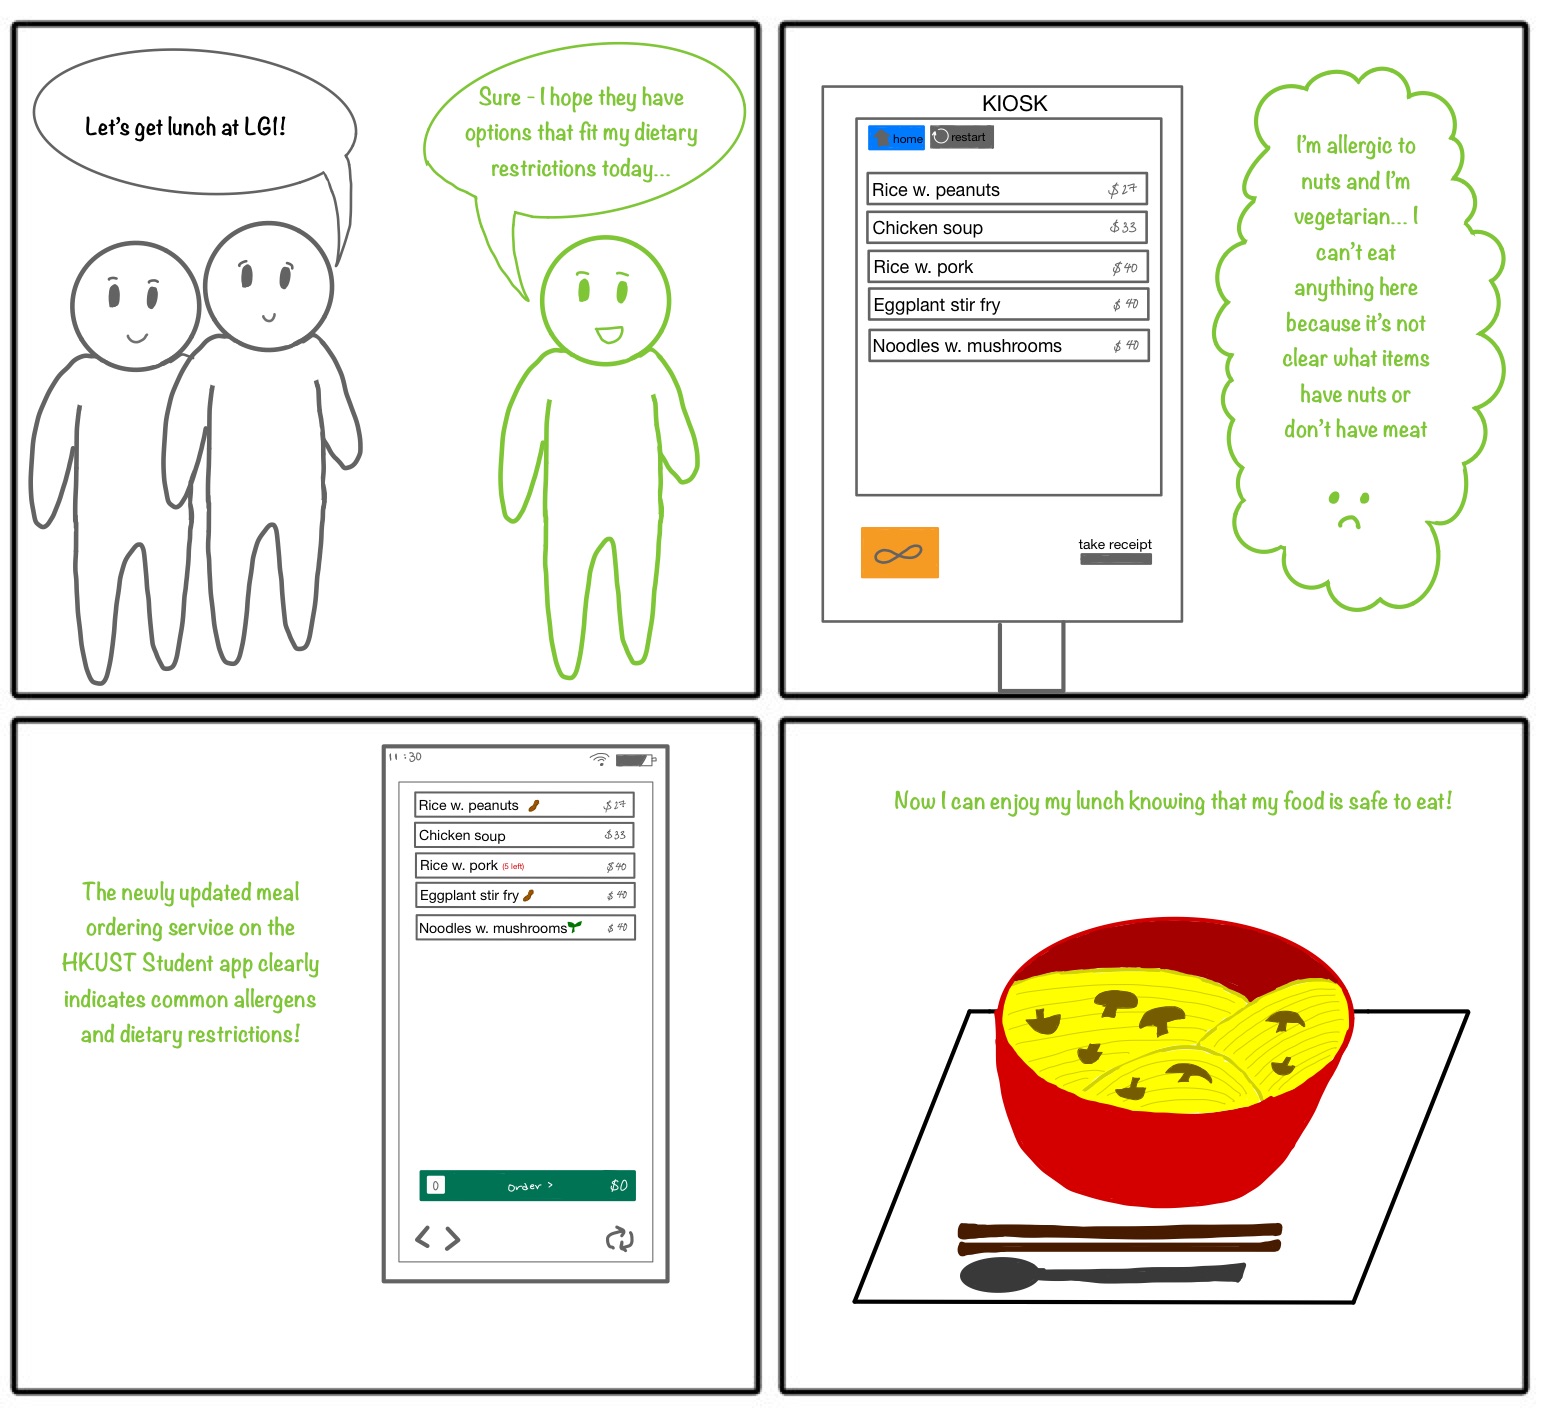 Let's get lunch at LG1!
Sure - I hope they have
options that fit my dietary
restrictions today...
KIOSK
home
restart
Rice w. peanuts $27
Chicken soup $33
Rice w. pork $40
Eggplant stir fry $40
Noodles w. mushrooms $40
take receipt
I'm allergic to
nuts and I'm
vegetarian... I
can't eat
anything here
because it's not
clear what items
have nuts or
don't have meat
The newly updated meal
ordering service on the
HKUST Student app clearly
indicates common allergens
and dietary restrictions!
11:30
Rice w. peanuts $27
Chicken soup $33
Rice w. pork (5 left) $40
Eggplant stir fry $40
Noodles w. mushrooms $40
0 order > $0
Now I can enjoy my lunch knowing that my food is safe to eat!